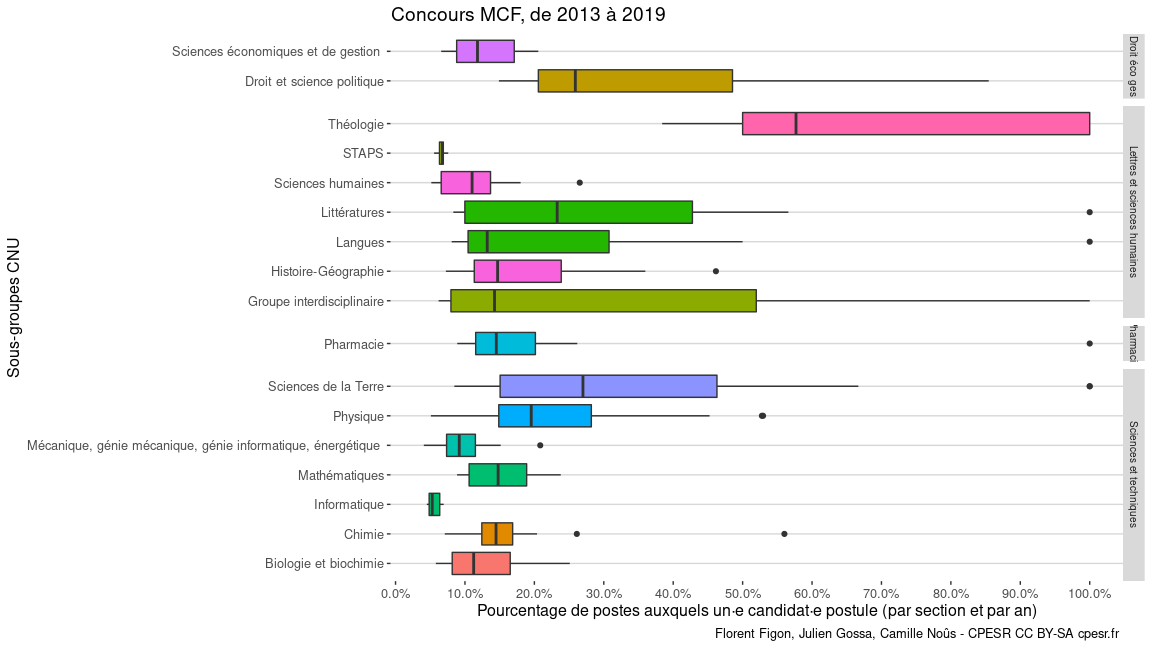 Concours MCF, de 2013 à 2019
Sous-groupes CNU
Sciences économiques et de gestion
Droit et science politique
Droit éco ges
Théologie
STAPS
Sciences humaines
Littératures
Langues
Histoire-Géographie
Groupe interdisciplinaire
Lettres et sciences humaines
Pharmacie
harmaci
Sciences de la Terre
Physique
Mécanique, génie mécanique, génie informatique, énergétique
Mathématiques
Informatique
Chimie
Biologie et biochimie
Sciences et techniques
0.0% 10.0% 20.0% 30.0% 40.0% 50.0% 60.0% 70.0% 80.0% 90.0% 100.0%
Pourcentage de postes auxquels un·e candidat·e postule (par section et par an)
Florent Figon, Julien Gossa, Camille Noûs - CPESR CC BY-SA cpesr.fr